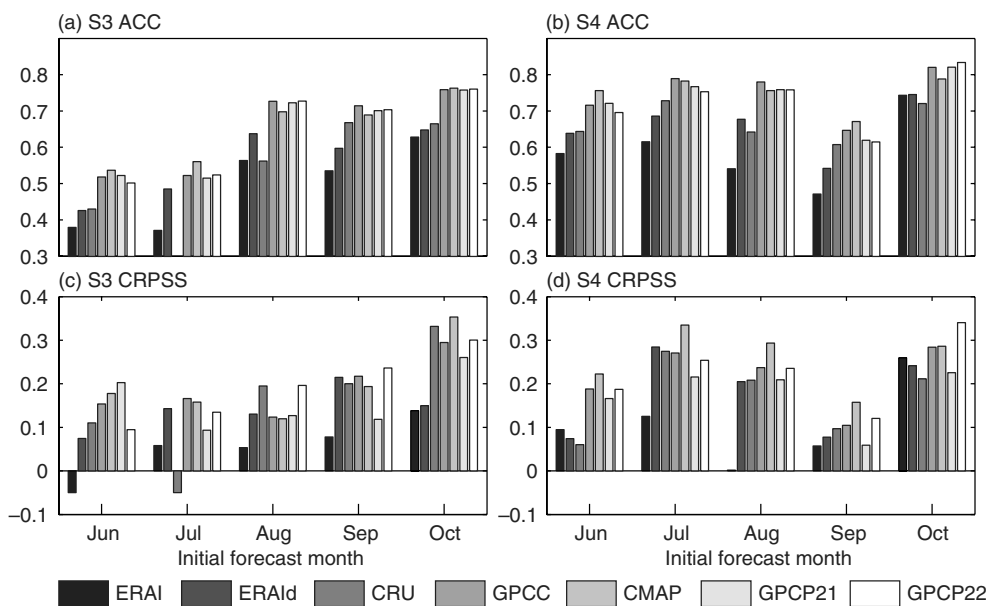 (a) S3 ACC
(b) S4 ACC
0.8
0.7
0.6
0.5
0.4
0.3
0.8
0.7
0.6
0.5
0.4
0.3
(c) S3 CRPSS
(d) S4 CRPSS
0.4
0.3
0.2
0.1
0
–0.1
0.4
0.3
0.2
0.1
0
–0.1
Jun Jul Aug Sep Oct
Jun Jul Aug Sep Oct
Initial forecast month
Initial forecast month
ERAI ERAId CRU GPCC CMAP GPCP21 GPCP22